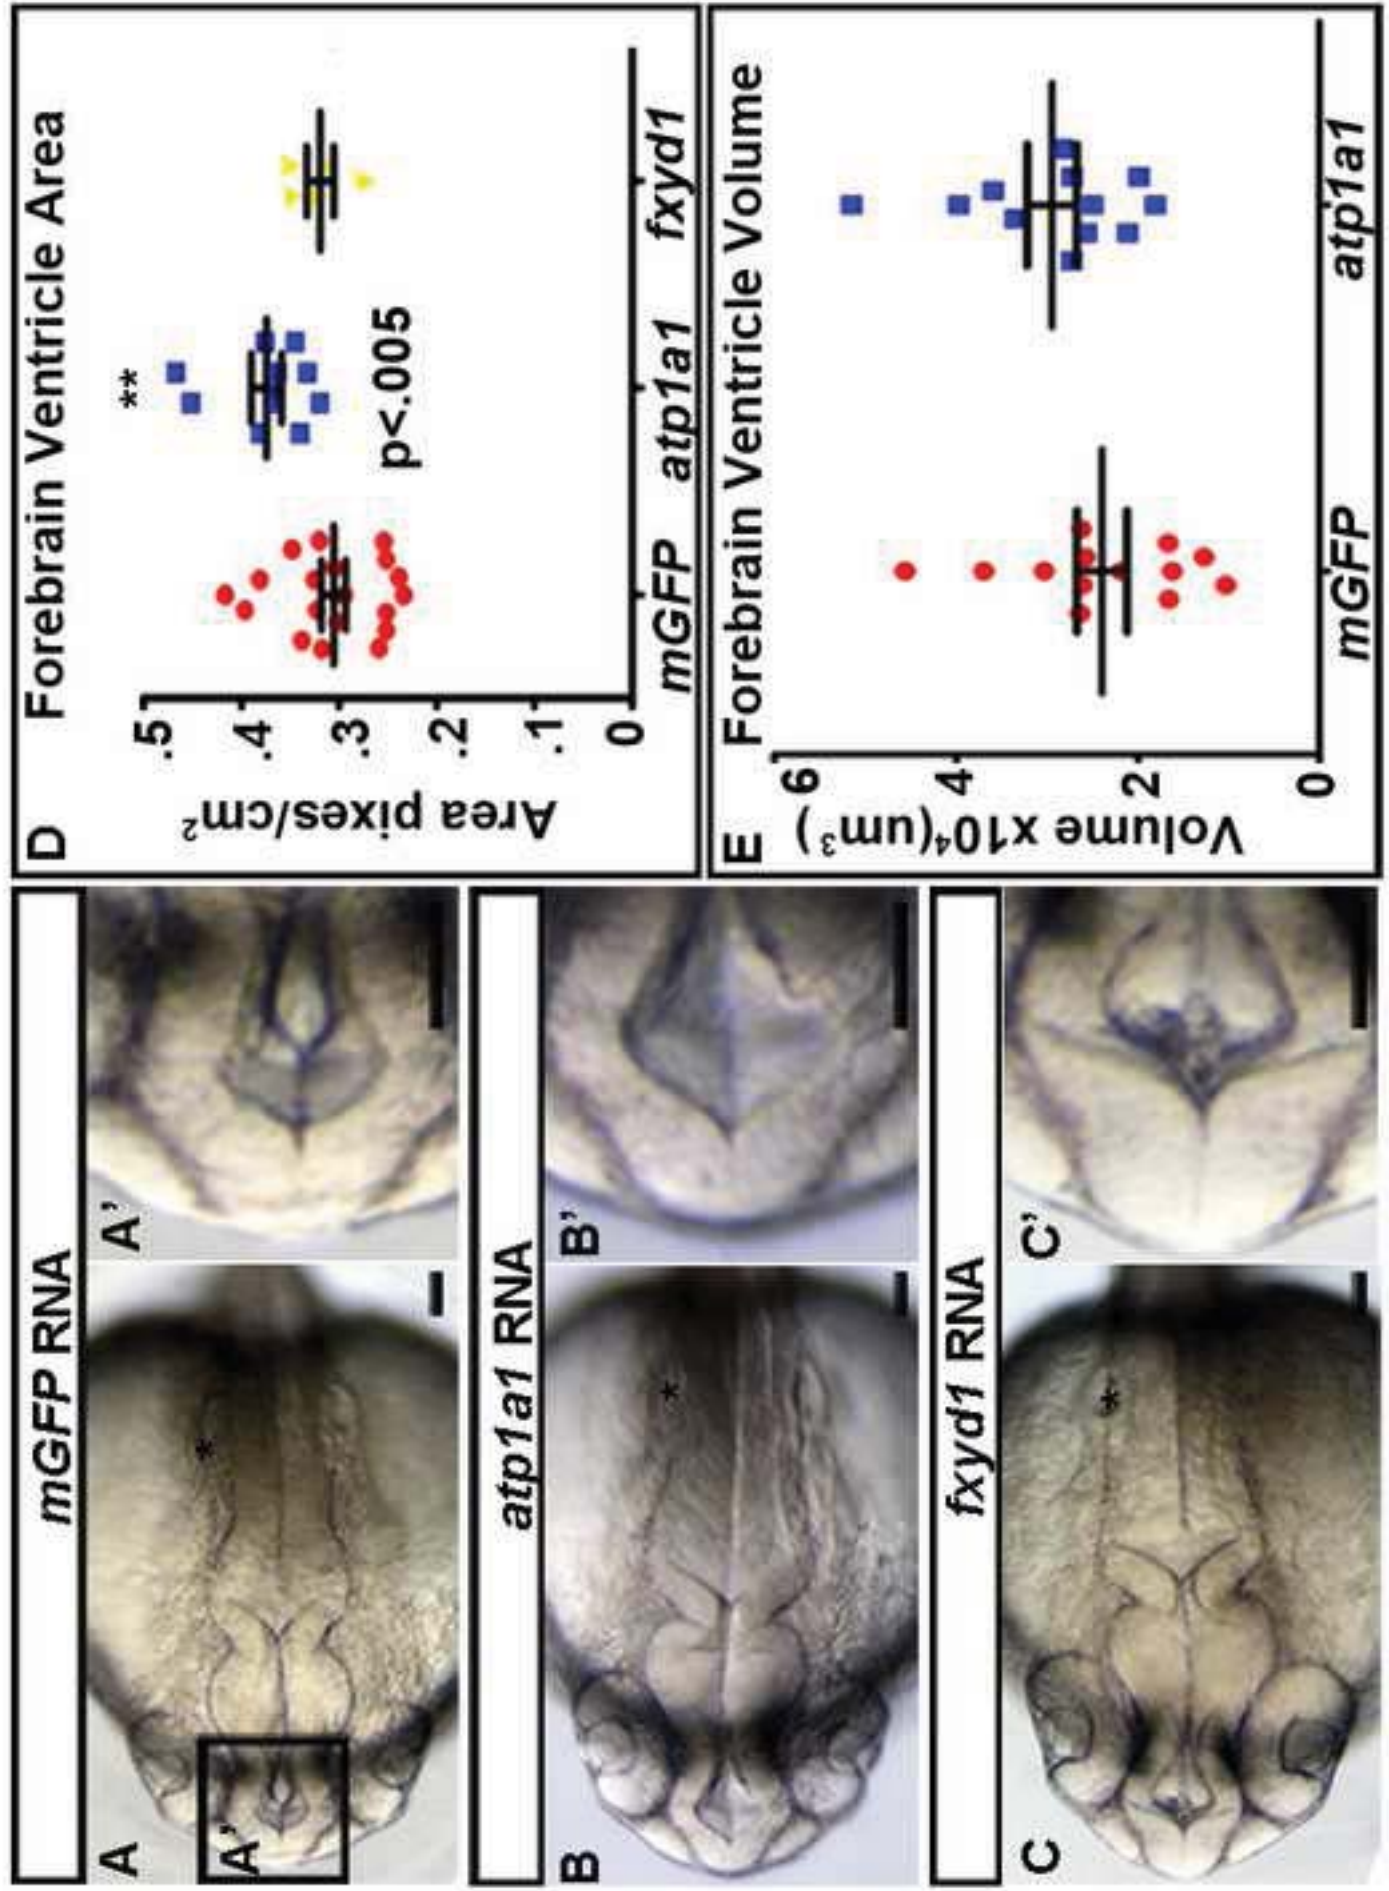 mGFP RNA
A
A'
A'
*
atp1a1 RNA
B
B'
*
fxyd1 RNA
C
C'
*
D Forebrain Ventricle Area
Area pixes/cm²
.5
.4
.3
.2
.1
0
**
p<.005
mGFP atp1a1 fxyd1
E Forebrain Ventricle Volume
Volume x10⁴(um³)
6
4
2
0
mGFP atp1a1